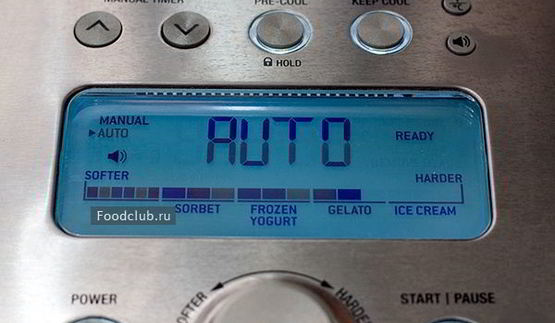 MANUAL TIMER
PRE-COOL
KEEP COOL
HOLD
MANUAL
AUTO
AUTO
READY
SOFTER
HARDER
SORBET
FROZEN
YOGURT
GELATO
ICE CREAM
Foodclub.ru
POWER
SOFTER
HARDER
START | PAUSE